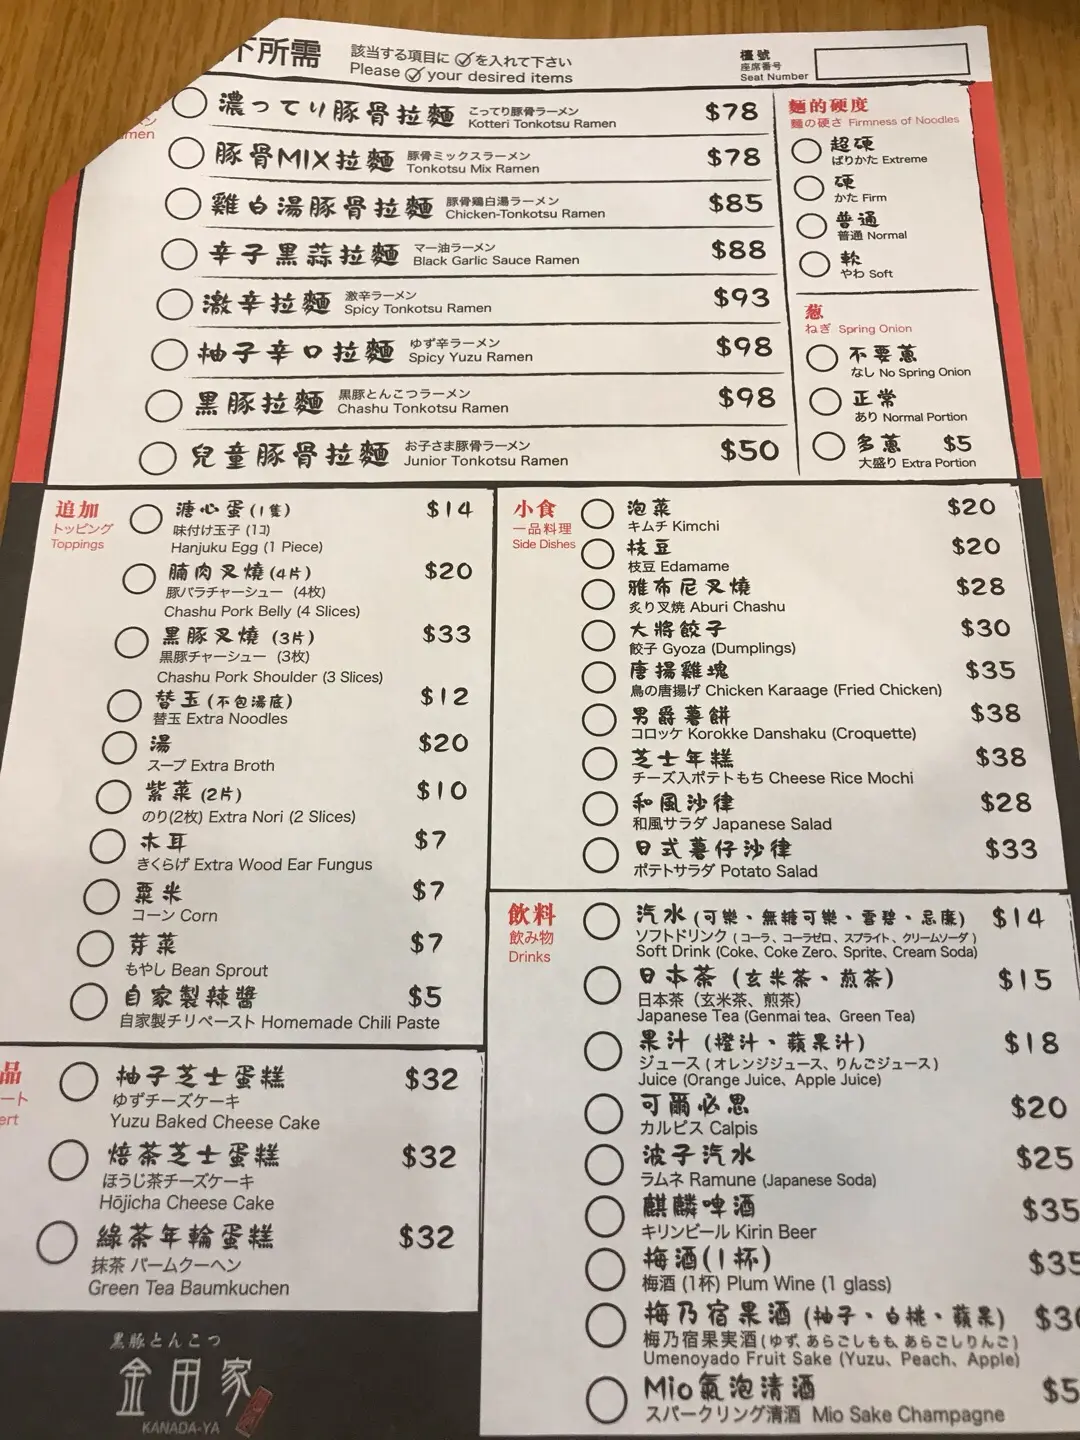 下所需
該当する項目に✓を入れて下さい
Please ✓ your desired items
檯號
座席番号
Seat Number
濃ってり豚骨拉麵 こってり豚骨ラーメン $78
Kotteri Tonkotsu Ramen
豚骨MIX拉麵 豚骨ミックスラーメン $78
Tonkotsu Mix Ramen
雞白湯豚骨拉麵 豚骨鶏白湯ラーメン $85
Chicken-Tonkotsu Ramen
辛子黑蒜拉麵 マー油ラーメン $88
Black Garlic Sauce Ramen
激辛拉麵 激辛ラーメン $93
Spicy Tonkotsu Ramen
柚子辛口拉麵 ゆず辛ラーメン $98
Spicy Yuzu Ramen
黑豚拉麵 黒豚とんこつラーメン $98
Chashu Tonkotsu Ramen
兒童豚骨拉麵 お子さま豚骨ラーメン $50
Junior Tonkotsu Ramen
麵的硬度
麺の硬さ Firmness of Noodles
超硬
ばりかた Extreme
硬
かた Firm
普通
普通 Normal
軟
やわ Soft
葱
ねぎ Spring Onion
不要蔥
なし No Spring Onion
正常
あり Normal Portion
多蔥 $5
大盛り Extra Portion
追加
トッピング
Toppings
溏心蛋(1隻) $14
味付け玉子 (1コ)
Hanjuku Egg (1 Piece)
腩肉叉燒(4片) $20
豚バラチャーシュー (4枚)
Chashu Pork Belly (4 Slices)
黑豚叉燒(3片) $33
黒豚チャーシュー (3枚)
Chashu Pork Shoulder (3 Slices)
替玉(不包湯底) $12
替玉 Extra Noodles
湯 $20
スープ Extra Broth
紫菜(2片) $10
のり(2枚) Extra Nori (2 Slices)
木耳 $7
きくらげ Extra Wood Ear Fungus
粟米 $7
コーン Corn
芽菜 $7
もやし Bean Sprout
自家製辣醬 $5
自家製チリペースト Homemade Chili Paste
品
ート
ert
柚子芝士蛋糕 $32
ゆずチーズケーキ
Yuzu Baked Cheese Cake
焙茶芝士蛋糕 $32
ほうじ茶チーズケーキ
Hōjicha Cheese Cake
綠茶年輪蛋糕 $32
抹茶 バームクーヘン
Green Tea Baumkuchen
小食
一品料理
Side Dishes
泡菜 $20
キムチ Kimchi
枝豆 $20
枝豆 Edamame
雅布尼叉燒 $28
炙り叉焼 Aburi Chashu
大將餃子 $30
餃子 Gyoza (Dumplings)
唐揚雞塊 $35
鳥の唐揚げ Chicken Karaage (Fried Chicken)
男爵薯餅 $38
コロッケ Korokke Danshaku (Croquette)
芝士年糕 $38
チーズ入ポテトもち Cheese Rice Mochi
和風沙律 $28
和風サラダ Japanese Salad
日式薯仔沙律 $33
ポテトサラダ Potato Salad
飲料
飲み物
Drinks
汽水(可樂、無糖可樂、雪碧、忌廉) $14
ソフトドリンク(コーラ、コーラゼロ、スプライト、クリームソーダ)
Soft Drink (Coke、Coke Zero、Sprite、Cream Soda)
日本茶(玄米茶、煎茶) $15
日本茶(玄米茶、煎茶)
Japanese Tea (Genmai tea、Green Tea)
果汁(橙汁、蘋果汁) $18
ジュース(オレンジジュース、りんごジュース)
Juice (Orange Juice、Apple Juice)
可爾必思 $20
カルピス Calpis
波子汽水 $25
ラムネ Ramune (Japanese Soda)
麒麟啤酒 $35
キリンビール Kirin Beer
梅酒(1杯) $35
梅酒 (1杯) Plum Wine (1 glass)
梅乃宿果酒(柚子、白桃、蘋果)
梅乃宿果実酒(ゆず、あらごしもも、あらごしりんご)
Umenoyado Fruit Sake (Yuzu、Peach、Apple)
Mio氣泡清酒 $5
スパークリング清酒 Mio Sake Champagne
黒豚とんこつ
金田家
KANADA-YA